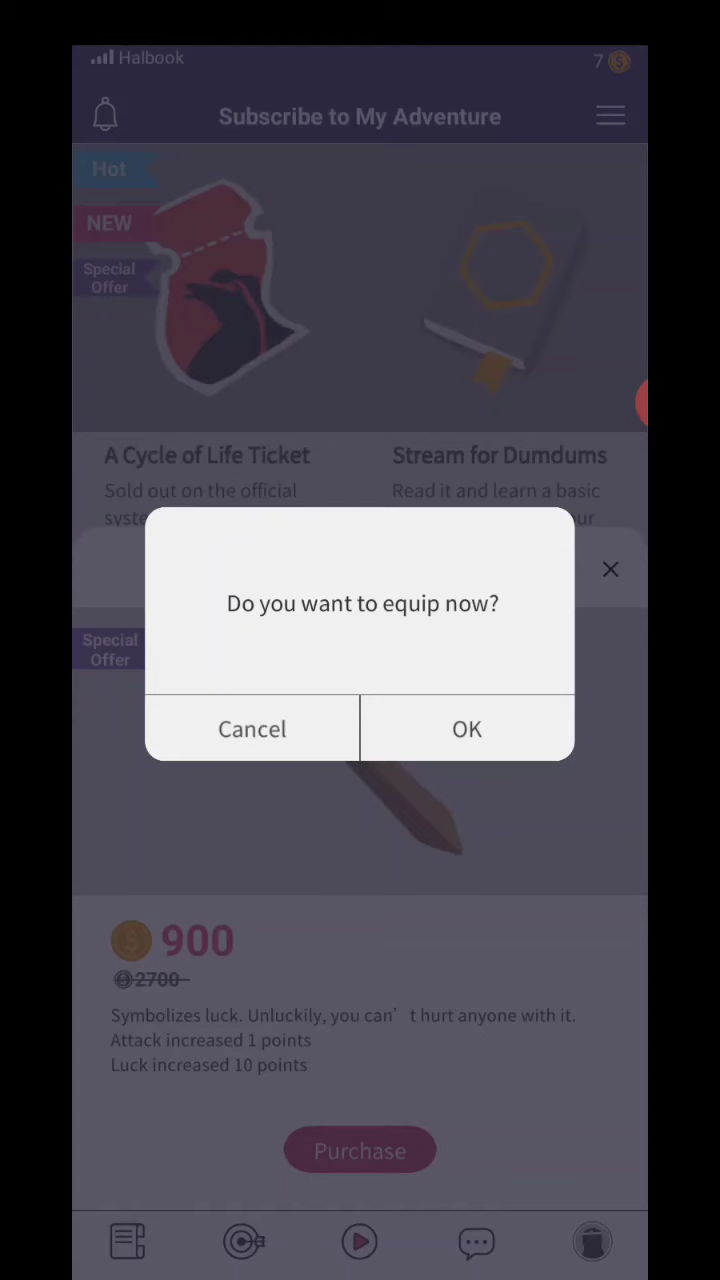 Halbook
7
Subscribe to My Adventure
Hot
NEW
Special
Offer
A Cycle of Life Ticket
Sold out on the official
syste
Stream for Dumdums
Read it and learn a basic
ur
Do you want to equip now?
Cancel
OK
Special
Offer
900
2700
Symbolizes luck. Unluckily, you can’t hurt anyone with it.
Attack increased 1 points
Luck increased 10 points
Purchase